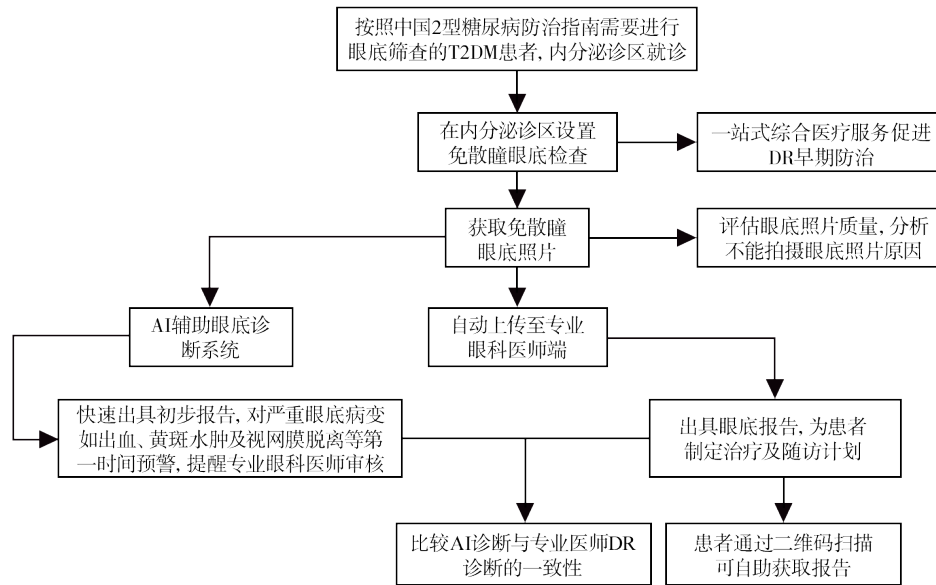 按照中国2型糖尿病防治指南需要进行
眼底筛查的T2DM患者, 内分泌诊区就诊
在内分泌诊区设置
免散瞳眼底检查
一站式综合医疗服务促进
DR早期防治
获取免散瞳
眼底照片
评估眼底照片质量, 分析
不能拍摄眼底照片原因
AI辅助眼底诊
断系统
自动上传至专业
眼科医师端
快速出具初步报告, 对严重眼底病变
如出血、黄斑水肿及视网膜脱离等第
一时间预警, 提醒专业眼科医师审核
出具眼底报告, 为患者
制定治疗及随访计划
比较AI诊断与专业医师DR
诊断的一致性
患者通过二维码扫描
可自助获取报告